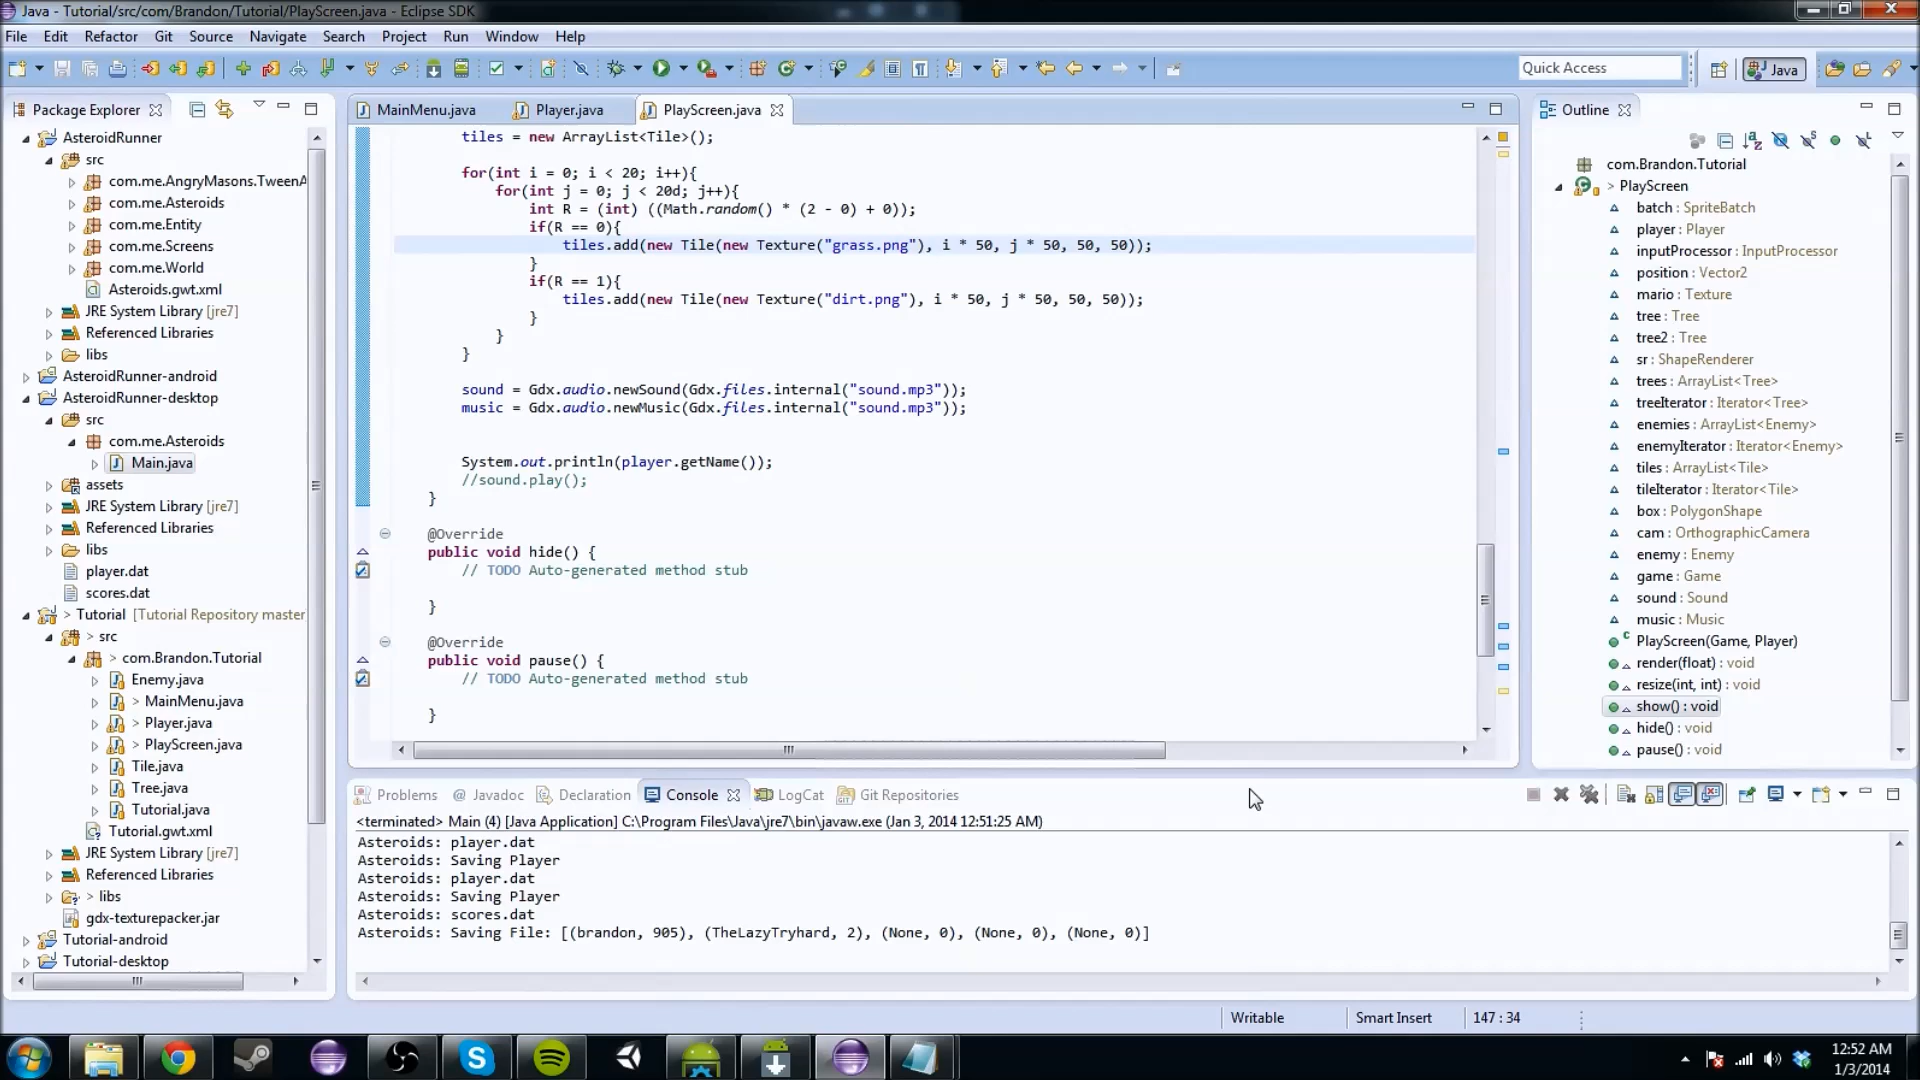 Java - Tutorial/src/com/Brandon/Tutorial/PlayScreen.java - Eclipse SDK
File Edit Refactor Git Source Navigate Search Project Run Window Help
Quick Access
Java
Package Explorer
AsteroidRunner
src
com.me.AngryMasons.TweenA
com.me.Asteroids
com.me.Entity
com.me.Screens
com.me.World
Asteroids.gwt.xml
JRE System Library [jre7]
Referenced Libraries
libs
AsteroidRunner-android
AsteroidRunner-desktop
src
com.me.Asteroids
Main.java
assets
JRE System Library [jre7]
Referenced Libraries
libs
player.dat
scores.dat
> Tutorial [Tutorial Repository master
> src
> com.Brandon.Tutorial
Enemy.java
> MainMenu.java
> Player.java
> PlayScreen.java
Tile.java
Tree.java
Tutorial.java
Tutorial.gwt.xml
JRE System Library [jre7]
Referenced Libraries
> libs
gdx-texturepacker.jar
Tutorial-android
Tutorial-desktop
MainMenu.java Player.java PlayScreen.java
tiles = new ArrayList<Tile>();
for(int i = 0; i < 20; i++){
for(int j = 0; j < 20d; j++){
int R = (int) ((Math.random() * (2 - 0) + 0));
if(R == 0){
tiles.add(new Tile(new Texture("grass.png"), i * 50, j * 50, 50, 50));
}
if(R == 1){
tiles.add(new Tile(new Texture("dirt.png"), i * 50, j * 50, 50, 50));
}
}
}
sound = Gdx.audio.newSound(Gdx.files.internal("sound.mp3"));
music = Gdx.audio.newMusic(Gdx.files.internal("sound.mp3"));
System.out.println(player.getName());
//sound.play();
}
@Override
public void hide() {
// TODO Auto-generated method stub
}
@Override
public void pause() {
// TODO Auto-generated method stub
}
Outline
com.Brandon.Tutorial
> PlayScreen
batch : SpriteBatch
player : Player
inputProcessor : InputProcessor
position : Vector2
mario : Texture
tree : Tree
tree2 : Tree
sr : ShapeRenderer
trees : ArrayList<Tree>
treeIterator : Iterator<Tree>
enemies : ArrayList<Enemy>
enemyIterator : Iterator<Enemy>
tiles : ArrayList<Tile>
tileIterator : Iterator<Tile>
box : PolygonShape
cam : OrthographicCamera
enemy : Enemy
game : Game
sound : Sound
music : Music
PlayScreen(Game, Player)
render(float) : void
resize(int, int) : void
show() : void
hide() : void
pause() : void
Problems @ Javadoc Declaration Console LogCat Git Repositories
<terminated> Main (4) [Java Application] C:\Program Files\Java\jre7\bin\javaw.exe (Jan 3, 2014 12:51:25 AM)
Asteroids: player.dat
Asteroids: Saving Player
Asteroids: player.dat
Asteroids: Saving Player
Asteroids: scores.dat
Asteroids: Saving File: [(brandon, 905), (TheLazyTryhard, 2), (None, 0), (None, 0), (None, 0)]
Writable Smart Insert 147 : 34
12:52 AM
1/3/2014